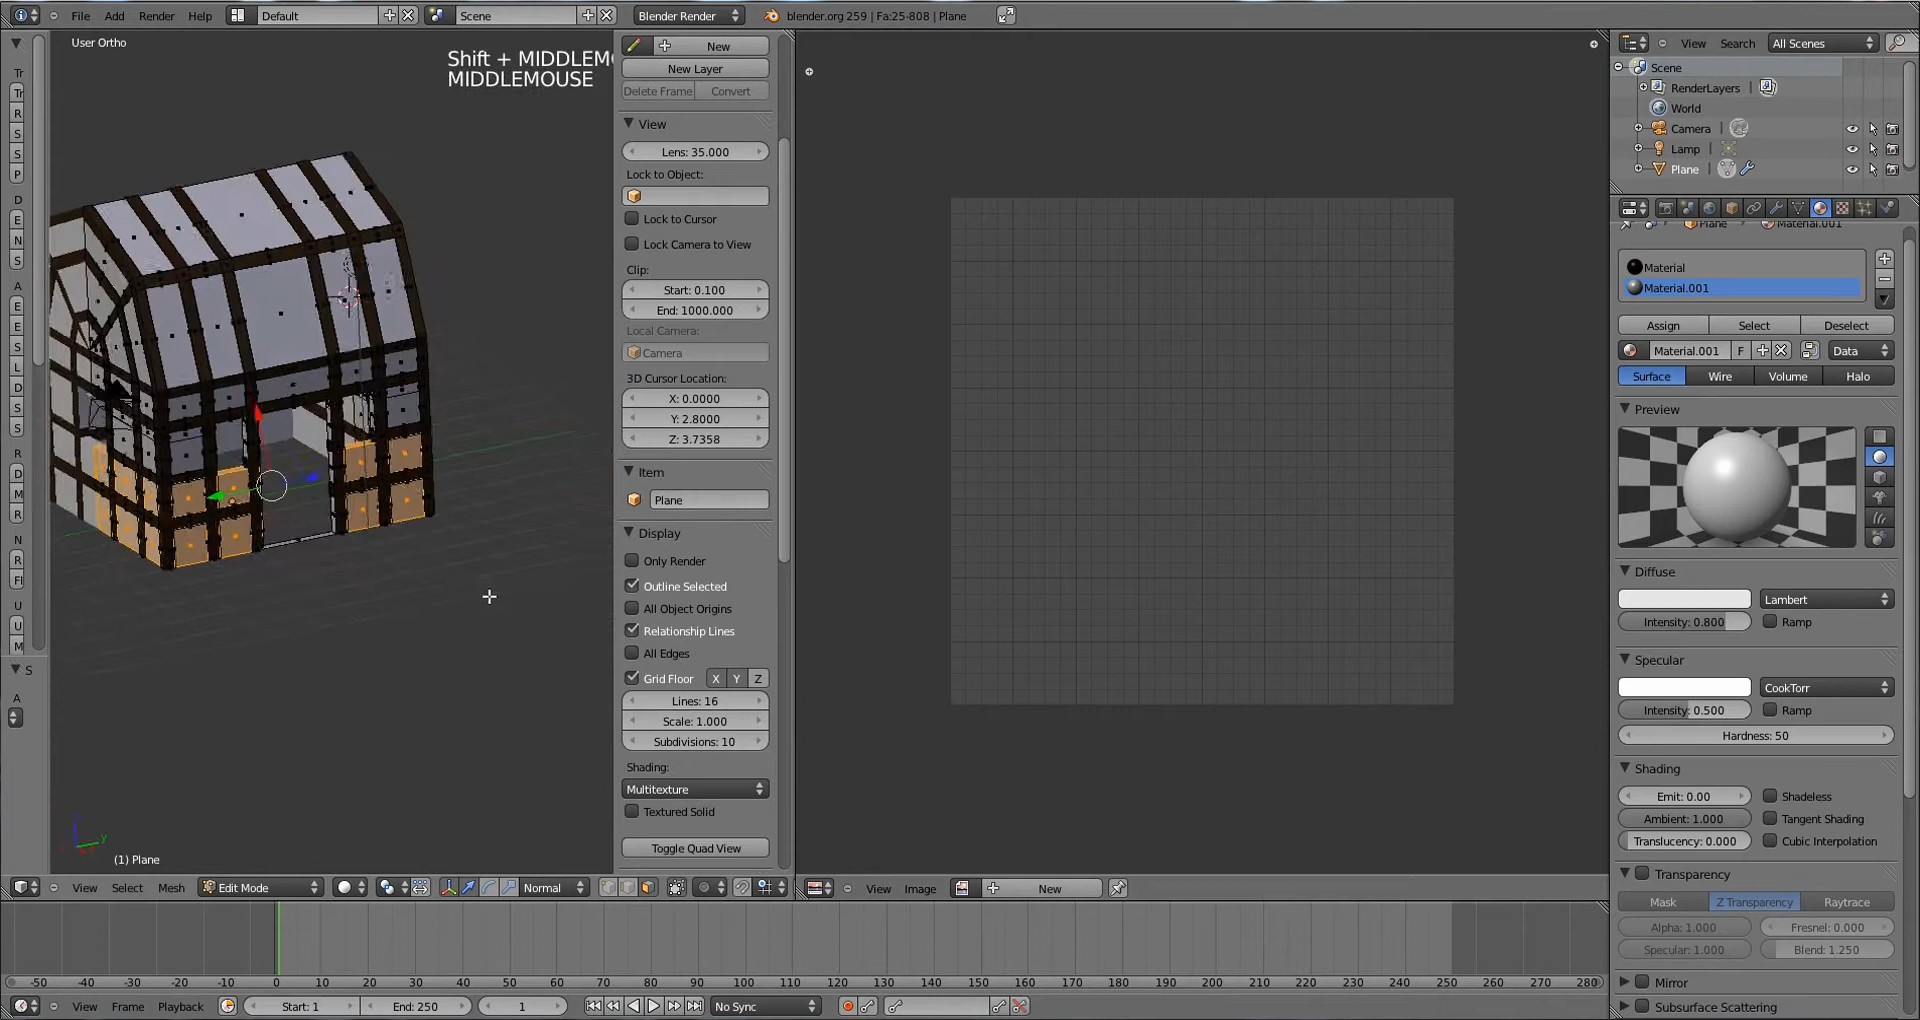 File Add Render Help Default Scene Blender Render blender.org 259 | Fa:25-808 | Plane
User Ortho
Shift + MIDDLEM
MIDDLEMOUSE
Tr
Tr
R
S
S
P
D
E
N
S
A
E
E
S
L
D
S
S
R
D
M
R
N
R
Fl
U
U
M
S
A
(1) Plane
New
New Layer
Delete Frame Convert
View
Lens: 35.000
Lock to Object:
Lock to Cursor
Lock Camera to View
Clip:
Start: 0.100
End: 1000.000
Local Camera:
Camera
3D Cursor Location:
X: 0.0000
Y: 2.8000
Z: 3.7358
Item
Plane
Display
Only Render
Outline Selected
All Object Origins
Relationship Lines
All Edges
Grid Floor X Y Z
Lines: 16
Scale: 1.000
Subdivisions: 10
Shading:
Multitexture
Textured Solid
Toggle Quad View
View Select Mesh Edit Mode Normal
View Image New
View Search All Scenes
Scene
RenderLayers |
World
Camera |
Lamp |
Plane |
Plane Material.001
Material
Material.001
Assign Select Deselect
Material.001 F Data
Surface Wire Volume Halo
Preview
Diffuse
Lambert
Intensity: 0.800 Ramp
Specular
CookTorr
Intensity: 0.500 Ramp
Hardness: 50
Shading
Emit: 0.00 Shadeless
Ambient: 1.000 Tangent Shading
Translucency: 0.000 Cubic Interpolation
Transparency
Mask Z Transparency Raytrace
Alpha: 1.000 Fresnel: 0.000
Specular: 1.000 Blend: 1.250
Mirror
Subsurface Scattering
-50 -40 -30 -20 -10 0 10 20 30 40 50 60 70 80 90 100 110 120 130 140 150 160 170 180 190 200 210 220 230 240 250 260 270 280
View Frame Playback Start: 1 End: 250 1 No Sync